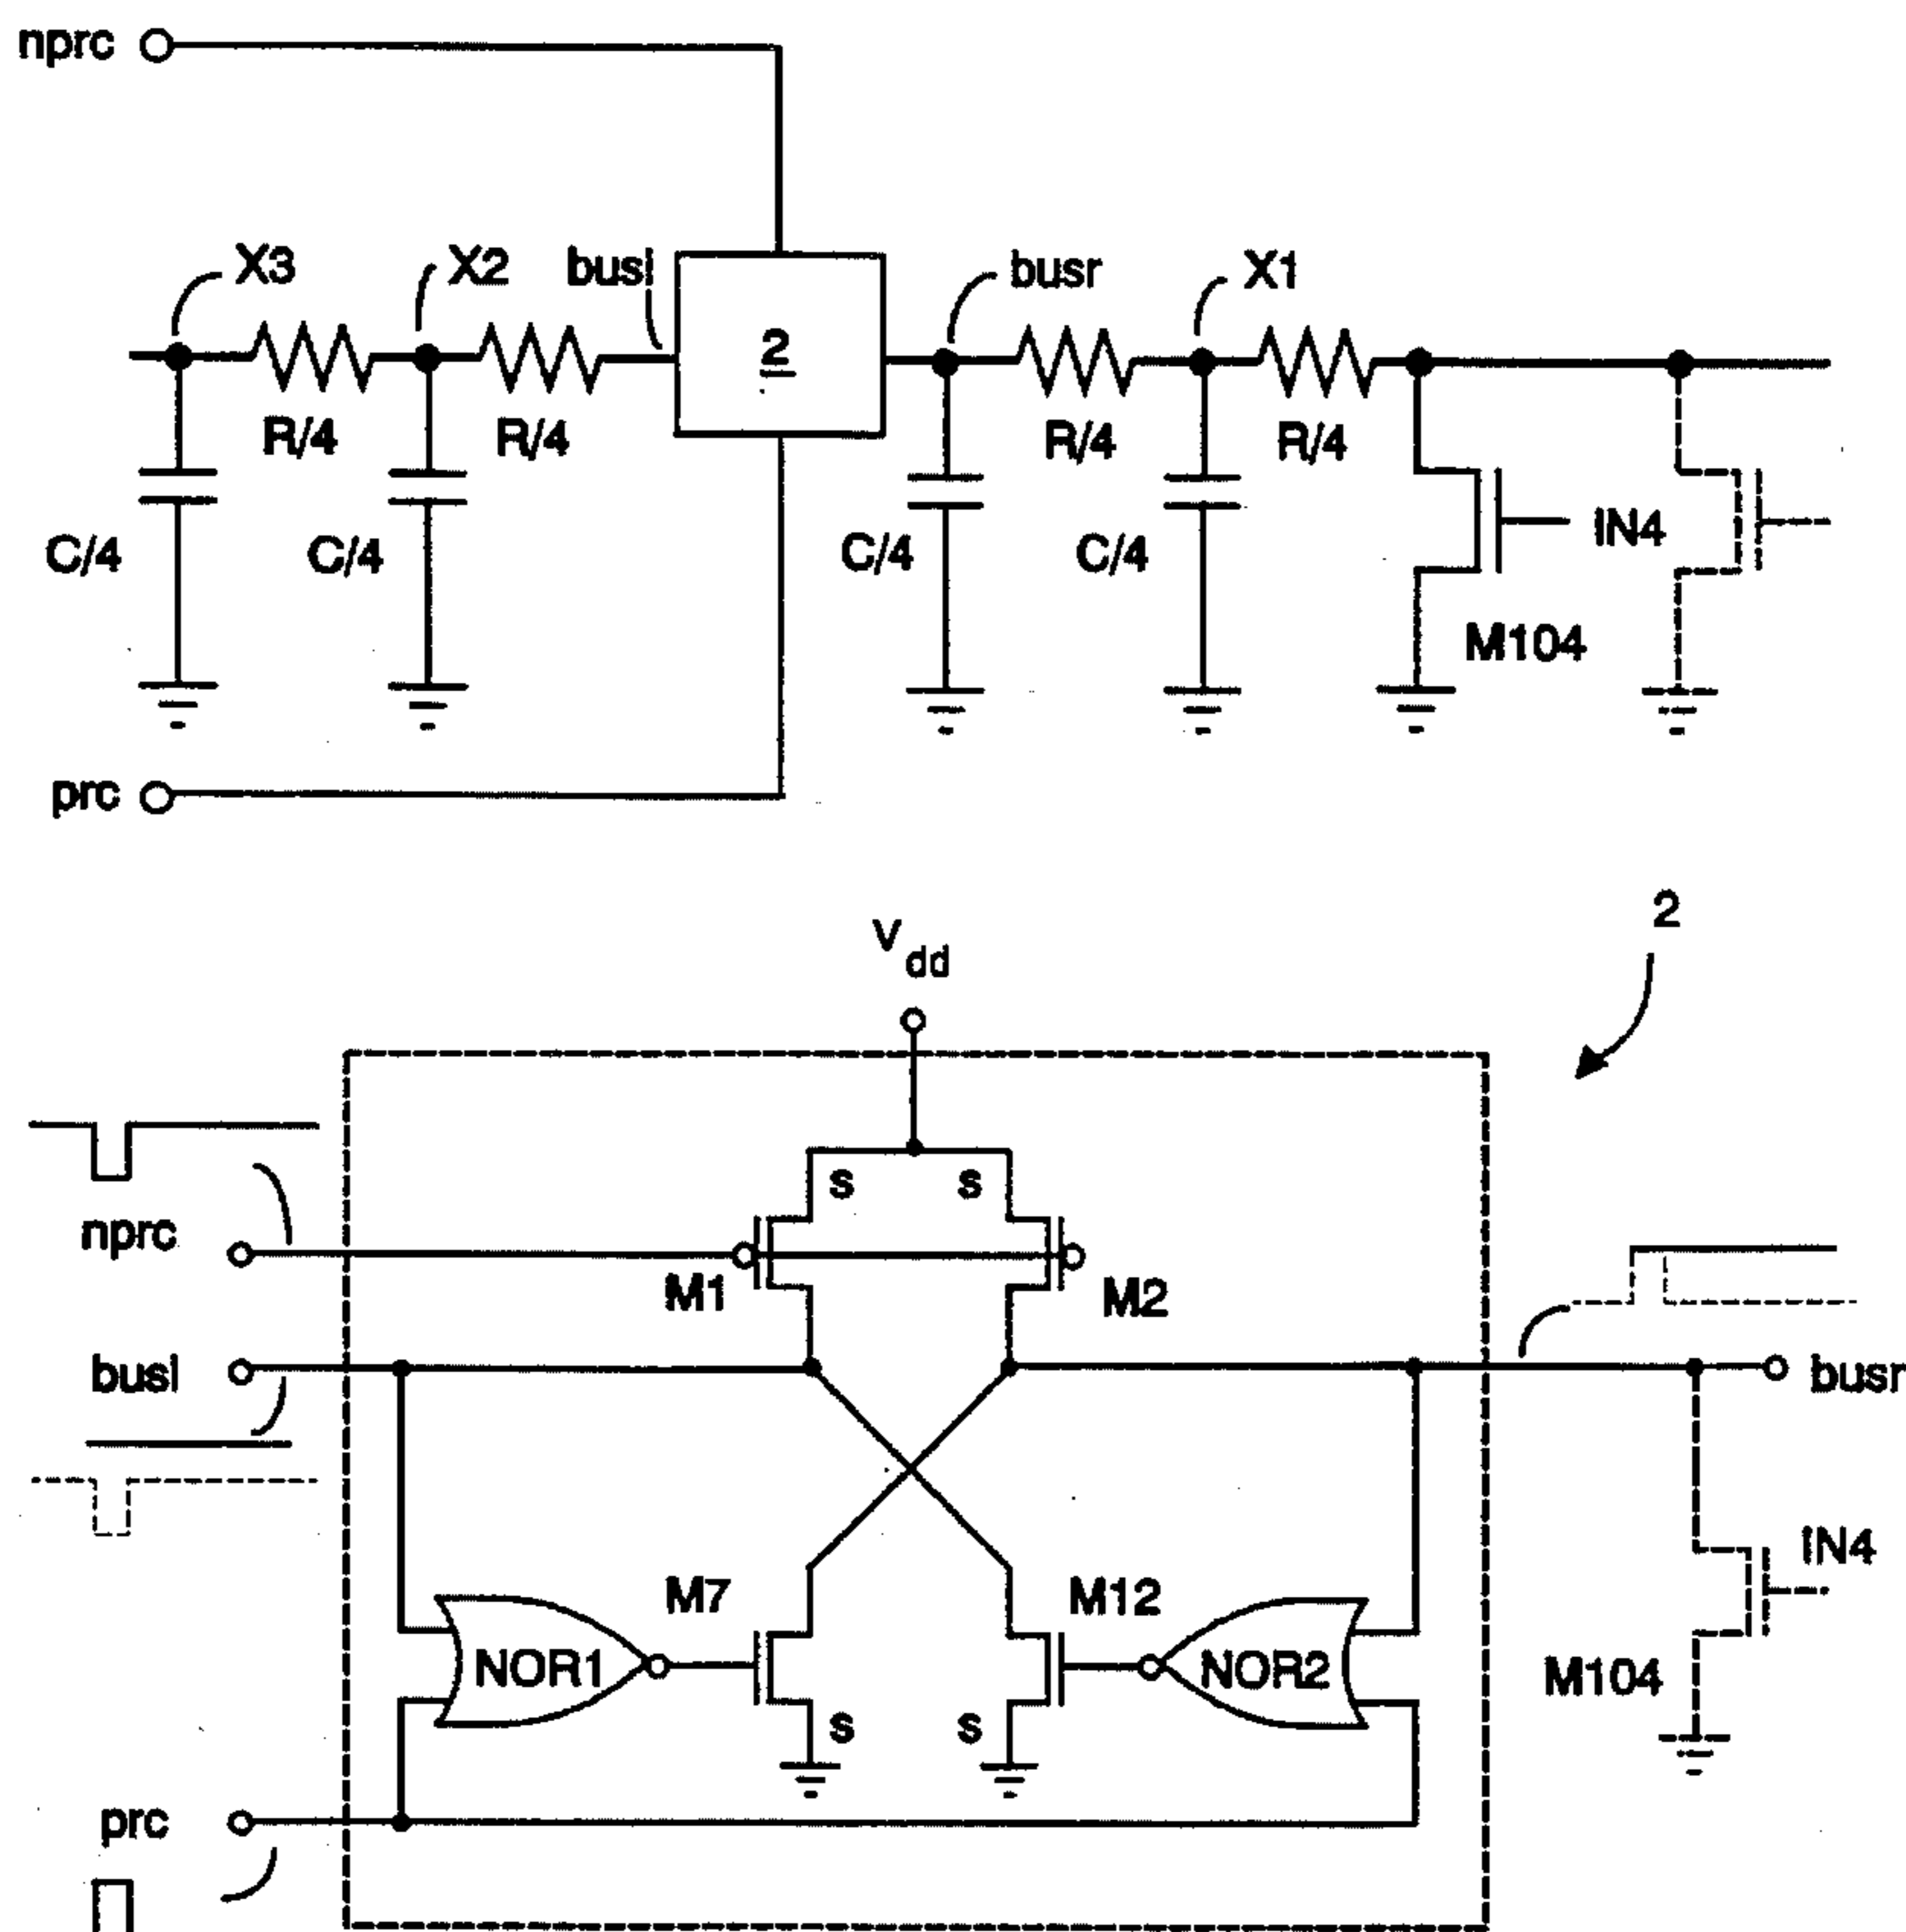 nprc
X3
X2
busl
busr
X1
2
R/4
R/4
R/4
R/4
C/4
C/4
C/4
C/4
IN4
M104
prc
2
V dd
s
s
nprc
M1
M2
busl
busr
M7
M12
IN4
NOR1
NOR2
M104
s
s
prc